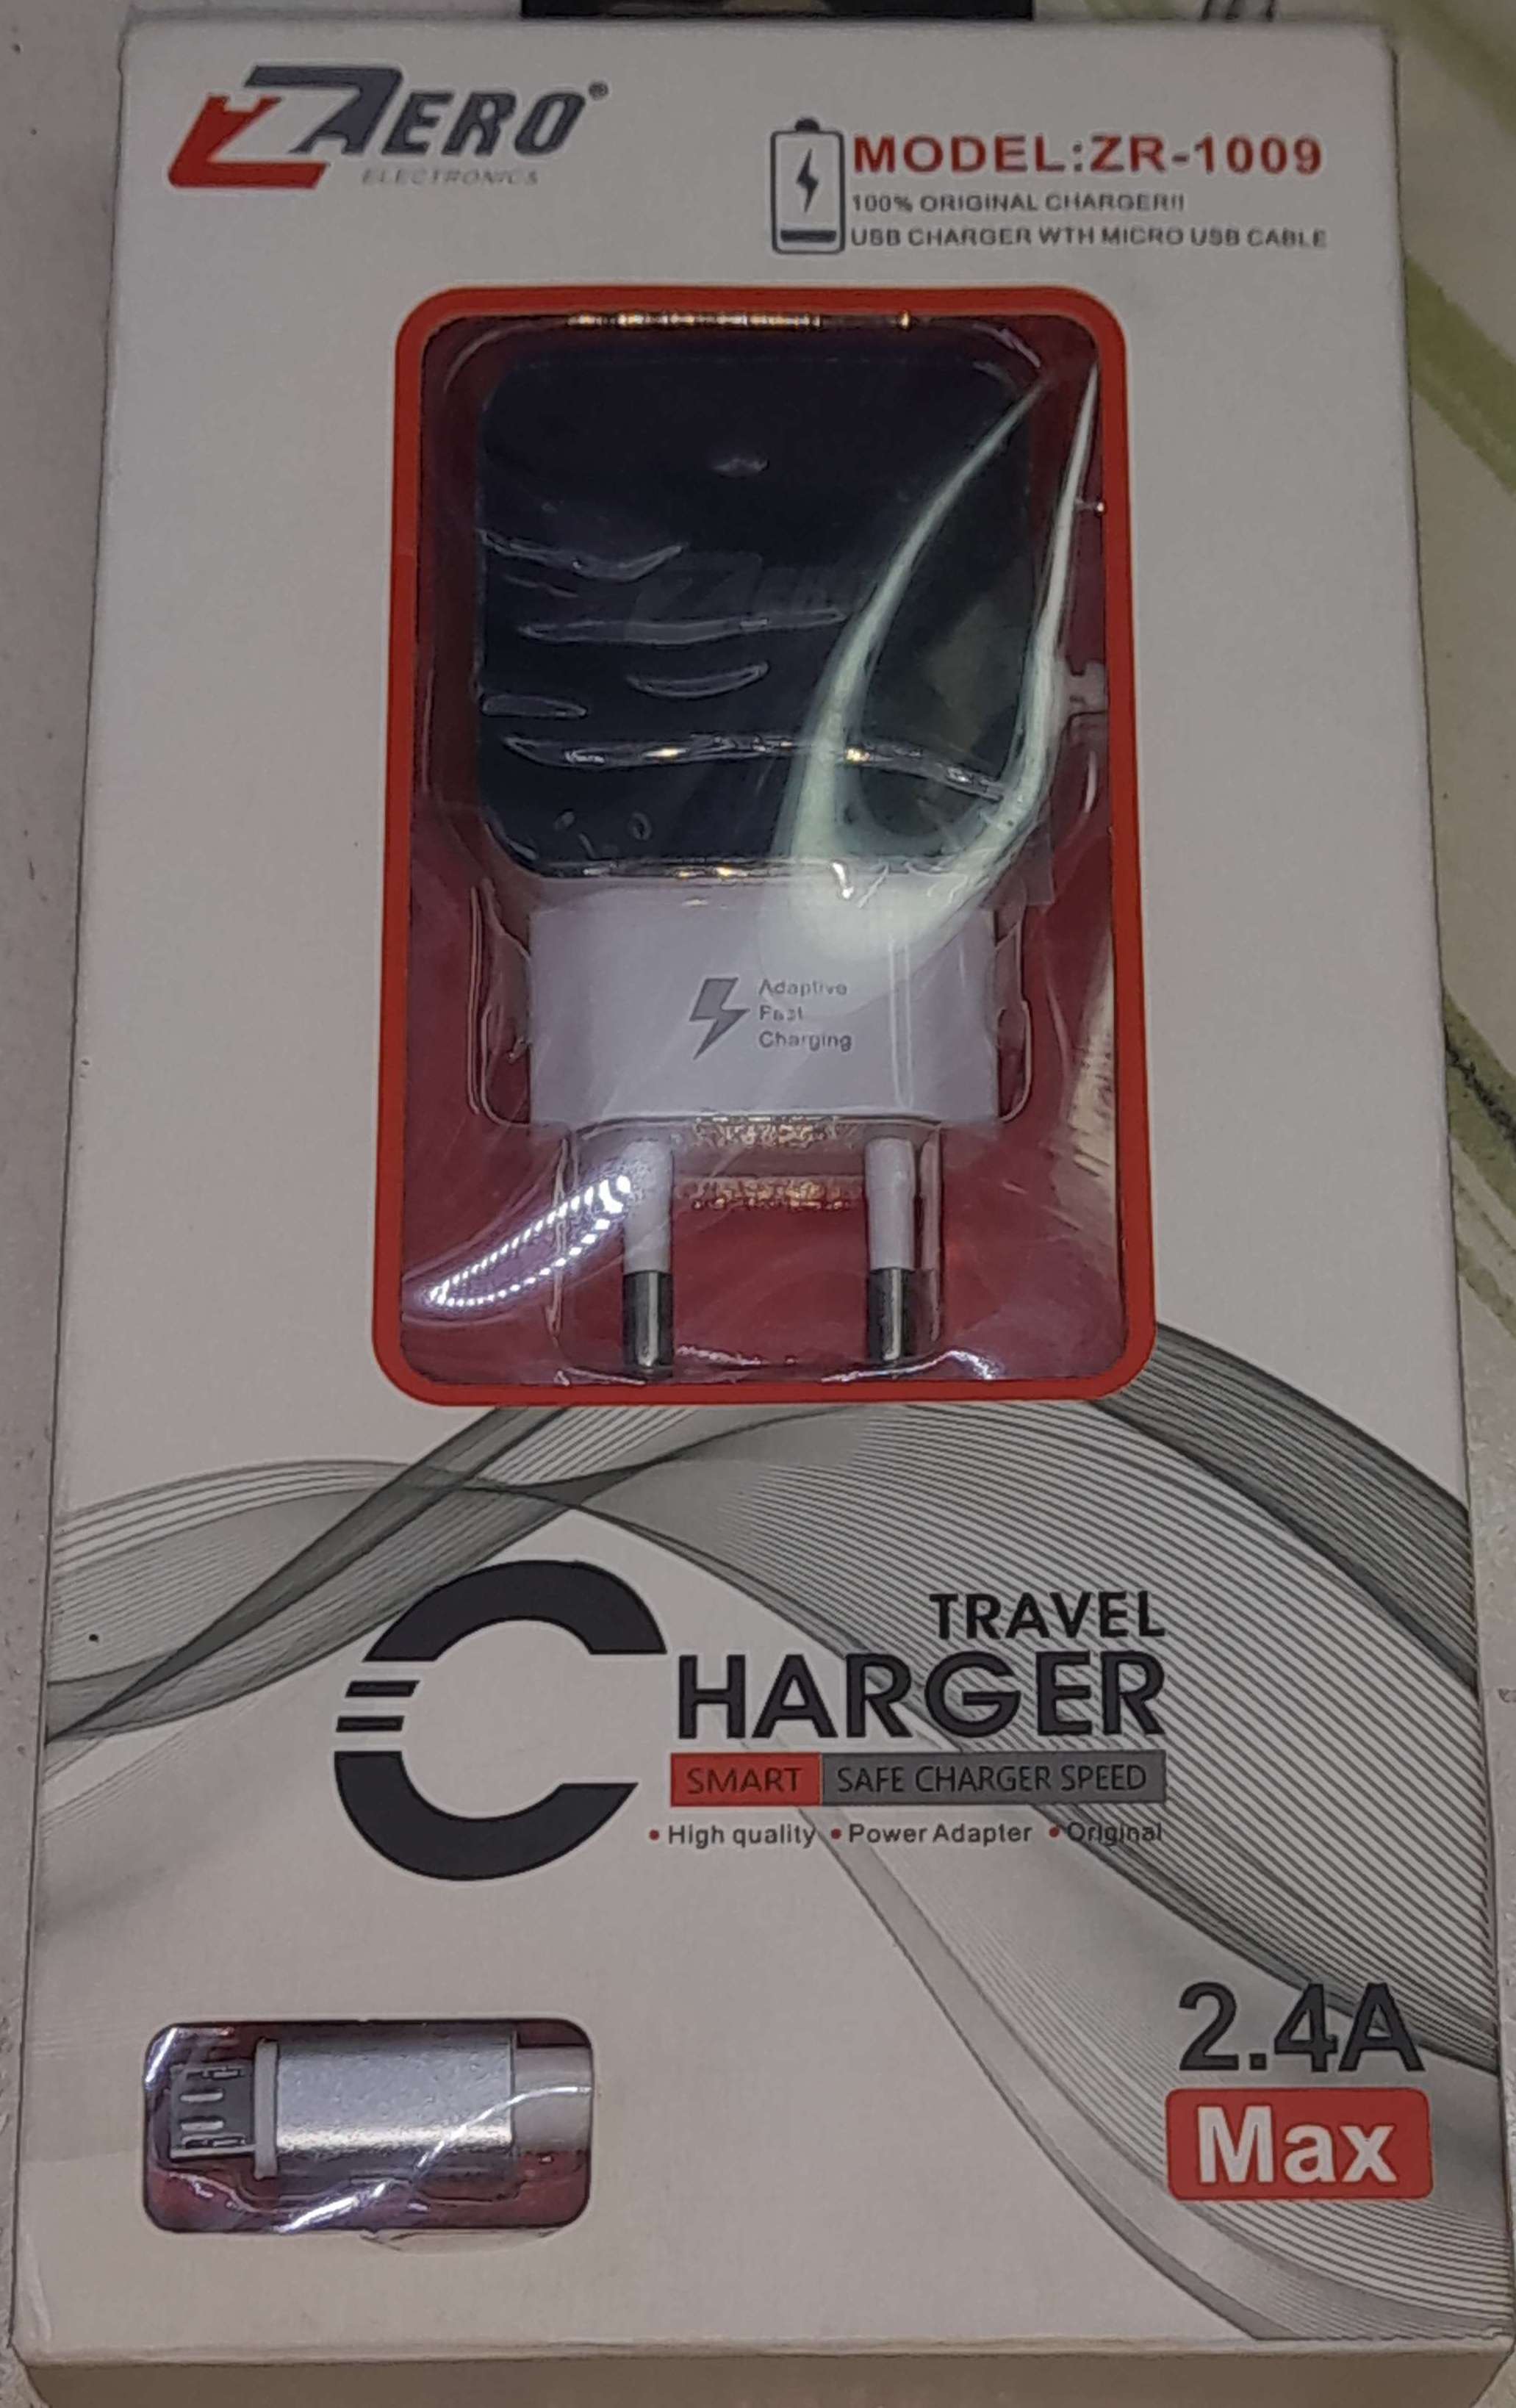 ZERO®
ELECTRONICS
MODEL:ZR-1009
100% ORIGINAL CHARGER!!
USB CHARGER WTH MICRO USB CABLE
ZERO
Adaptive
Fast
Charging
TRAVEL
CHARGER
SMART SAFE CHARGER SPEED
• High quality • Power Adapter • Original
2.4A
Max